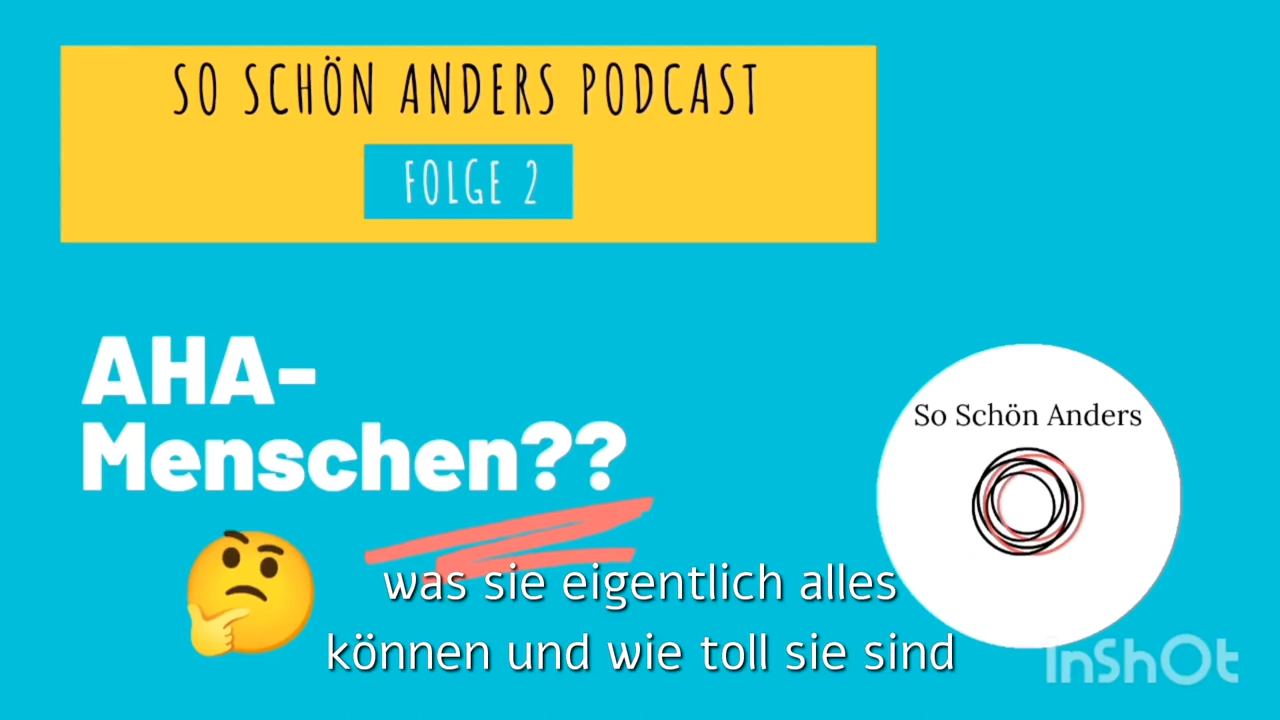 SO SCHÖN ANDERS PODCAST
FOLGE 2
AHA-
Menschen??
So Schön Anders
was sie eigentlich alles
können und wie toll sie sind
InShOt